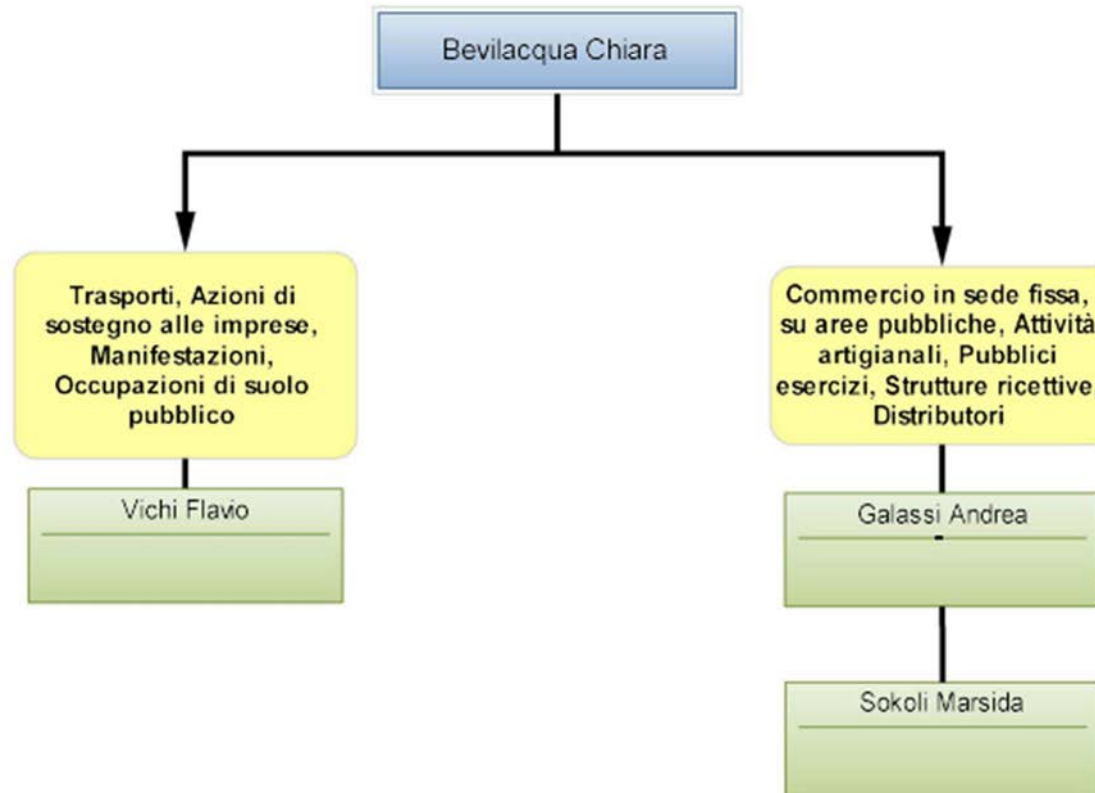 Bevilacqua Chiara
Trasporti, Azioni di
sostegno alle imprese,
Manifestazioni,
Occupazioni di suolo
pubblico
Vichi Flavio
Commercio in sede fissa,
su aree pubbliche, Attività
artigianali, Pubblici
esercizi, Strutture ricettive,
Distributori
Galassi Andrea
-
Sokoli Marsida